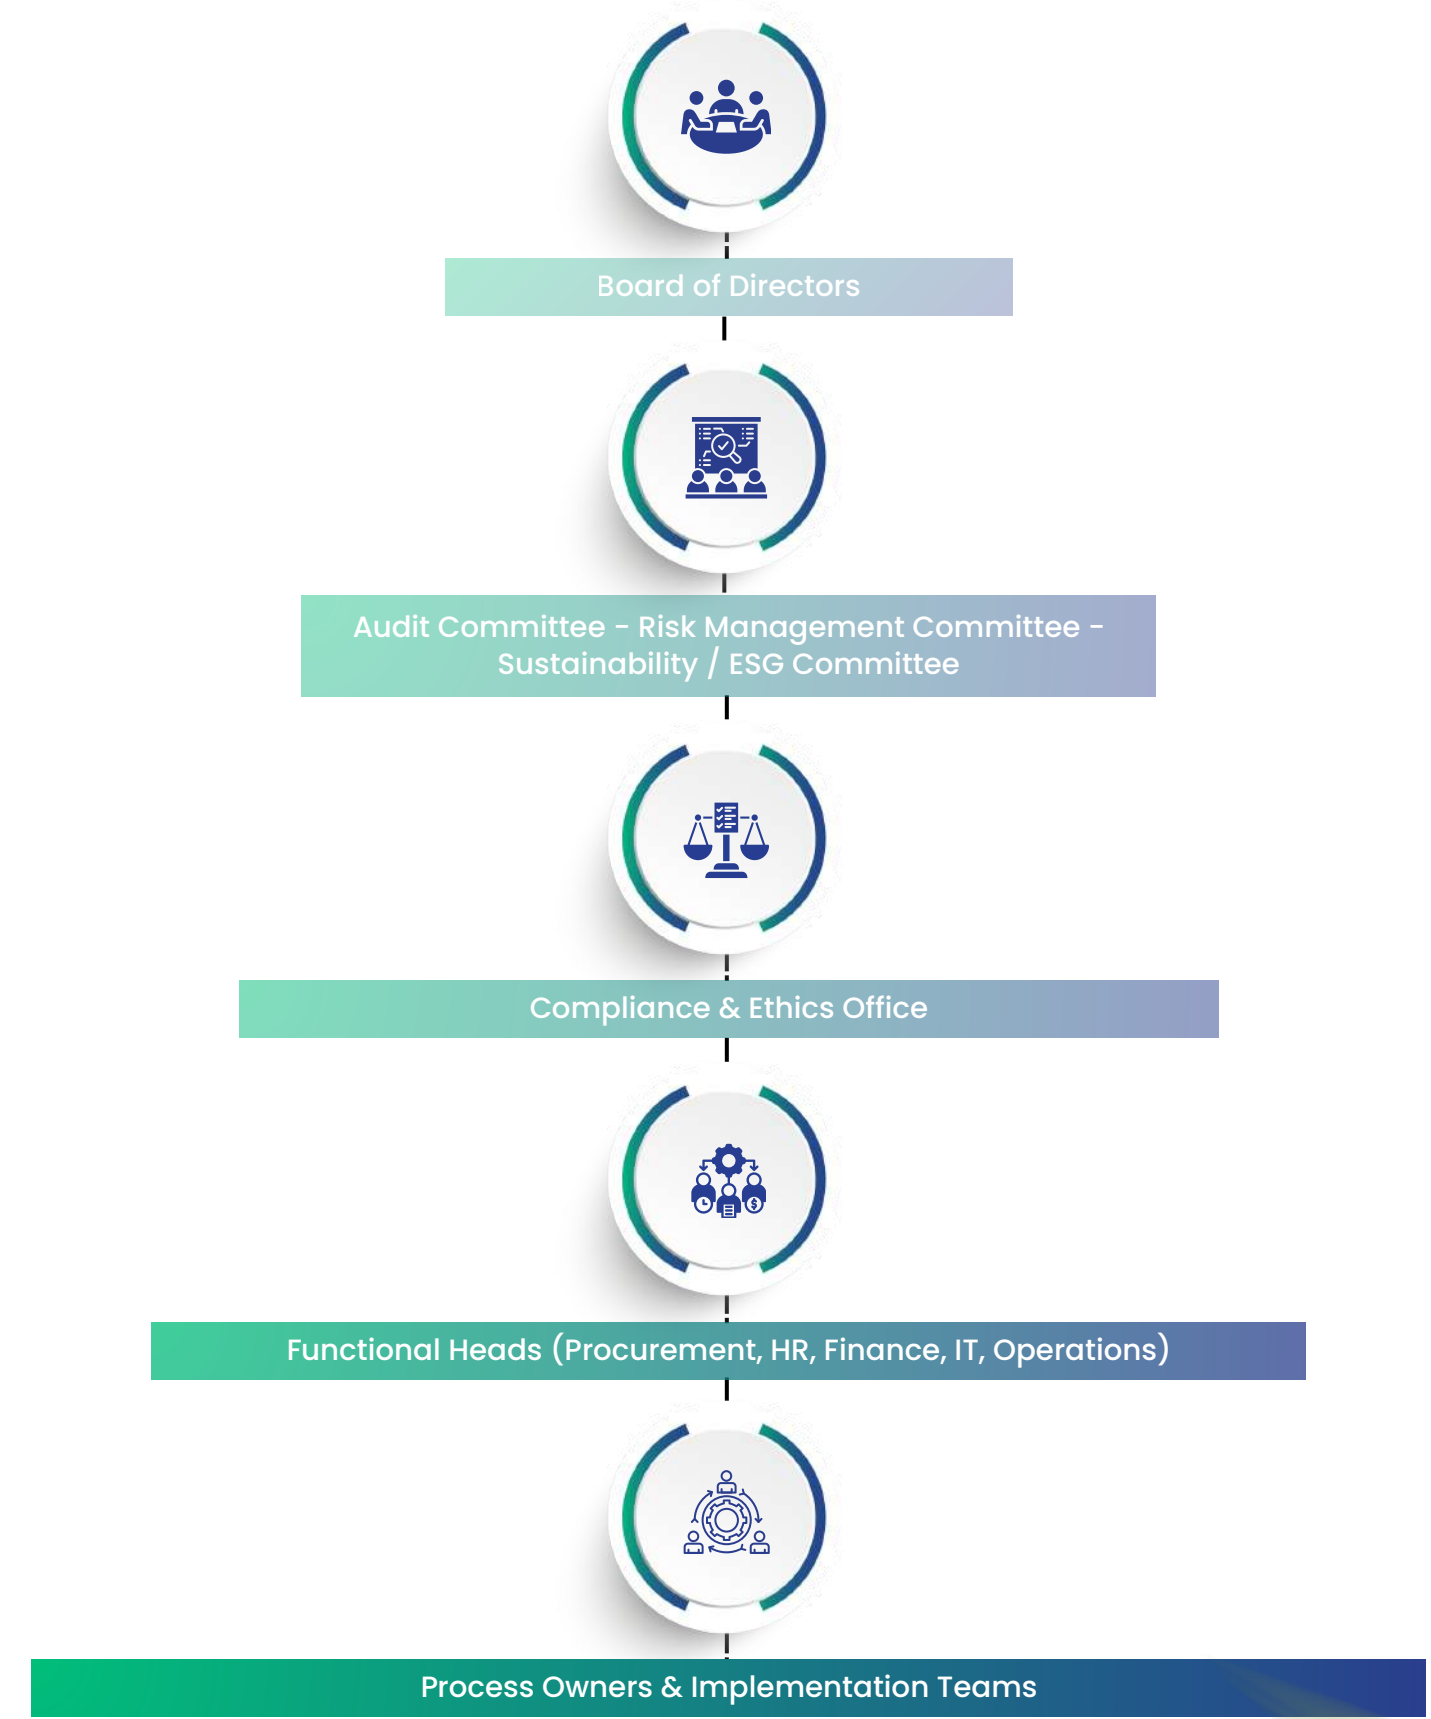 Board of Directors
Audit Committee - Risk Management Committee -
Sustainability / ESG Committee
Compliance & Ethics Office
Functional Heads (Procurement, HR, Finance, IT, Operations)
Process Owners & Implementation Teams